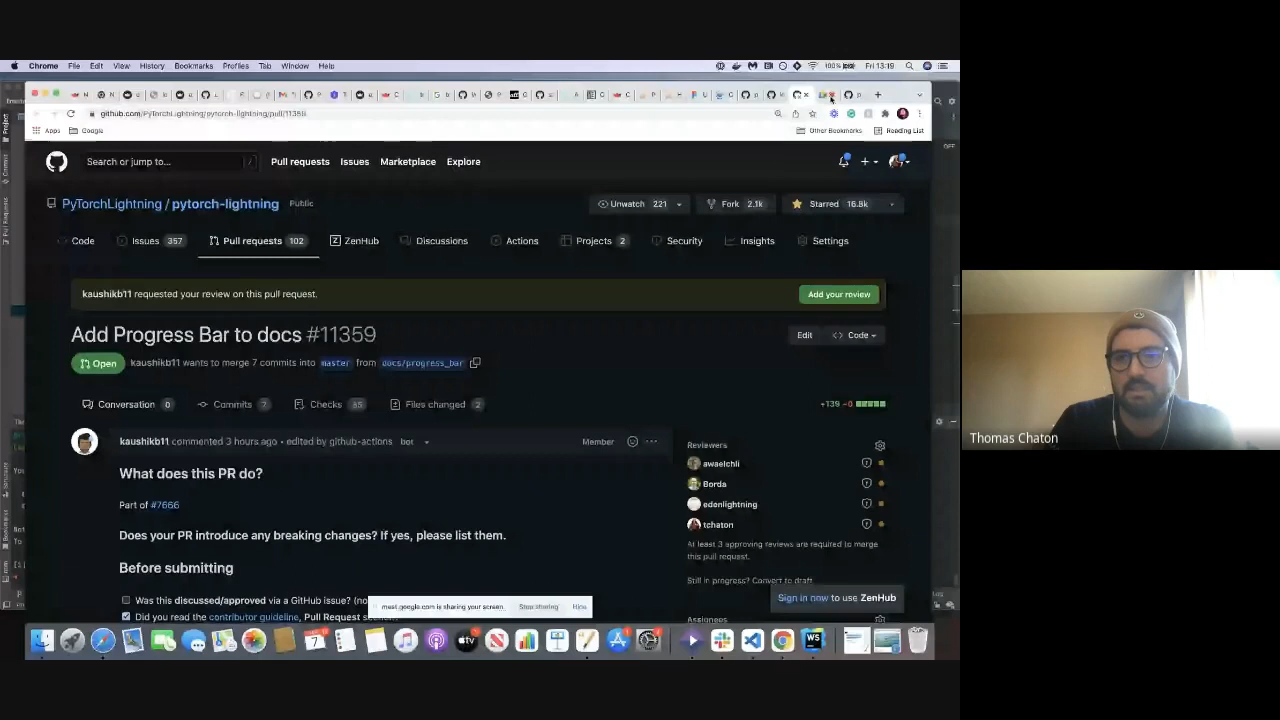 Chrome File Edit View History Bookmarks Profiles Tab Window Help 100% Fri 13:19
github.com/PyTorchLightning/pytorch-lightning/pull/11359
Apps Google Other Bookmarks Reading List
Search or jump to... / Pull requests Issues Marketplace Explore
PyTorchLightning / pytorch-lightning Public Unwatch 221 Fork 2.1k Starred 16.8k
Code Issues 357 Pull requests 102 ZenHub Discussions Actions Projects 2 Security Insights Settings
kaushikb11 requested your review on this pull request. Add your review
Add Progress Bar to docs #11359 Edit Code
Open kaushikb11 wants to merge 7 commits into master from docs/progress_bar
Conversation 0 Commits 7 Checks 85 Files changed 2 +139 −0
kaushikb11 commented 3 hours ago • edited by github-actions bot Member
Reviewers
What does this PR do?
awaelchli
Borda
Part of #7666
edenlightning
tchaton
Does your PR introduce any breaking changes? If yes, please list them.
At least 3 approving reviews are required to merge
this pull request.
Before submitting
Still in progress? Convert to draft
Sign in now to use ZenHub
Was this discussed/approved via a GitHub issue?
meet.google.com is sharing your screen. Stop sharing Hide
Did you read the contributor guideline, Pull Request
Assignees
Thomas Chaton